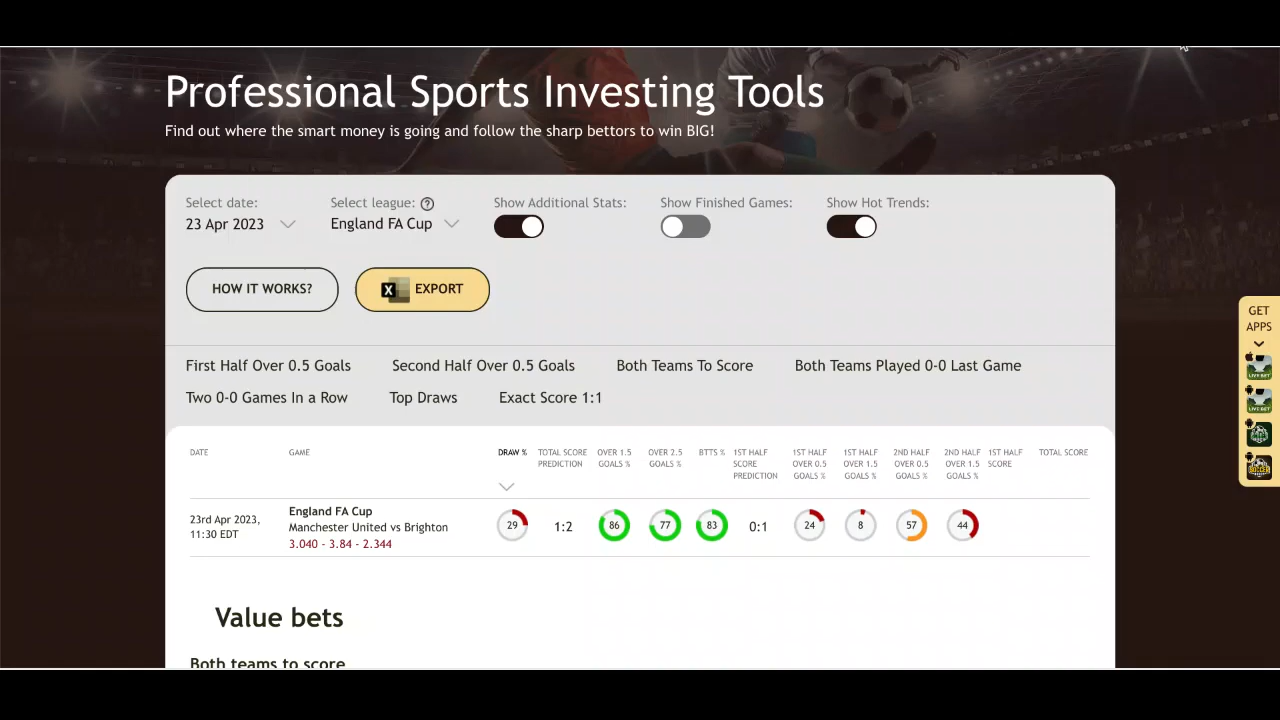 Professional Sports Investing Tools
Find out where the smart money is going and follow the sharp bettors to win BIG!
Select date:
23 Apr 2023
Select league: ?
England FA Cup
Show Additional Stats:
Show Finished Games:
Show Hot Trends:
HOW IT WORKS?
X EXPORT
GET
APPS
LIVE BET
LIVE BET
First Half Over 0.5 Goals
Second Half Over 0.5 Goals
Both Teams To Score
Both Teams Played 0-0 Last Game
Two 0-0 Games In a Row
Top Draws
Exact Score 1:1
DATE
GAME
DRAW %
TOTAL SCORE
PREDICTION
OVER 1.5
GOALS %
OVER 2.5
GOALS %
BTTS %
1ST HALF
SCORE
PREDICTION
1ST HALF
OVER 0.5
GOALS %
1ST HALF
OVER 1.5
GOALS %
2ND HALF
OVER 0.5
GOALS %
2ND HALF
OVER 1.5
GOALS %
1ST HALF
SCORE
TOTAL SCORE
23rd Apr 2023,
11:30 EDT
England FA Cup
Manchester United vs Brighton
3.040 - 3.84 - 2.344
29
1:2
86
77
83
0:1
24
8
57
44
Value bets
Both teams to score